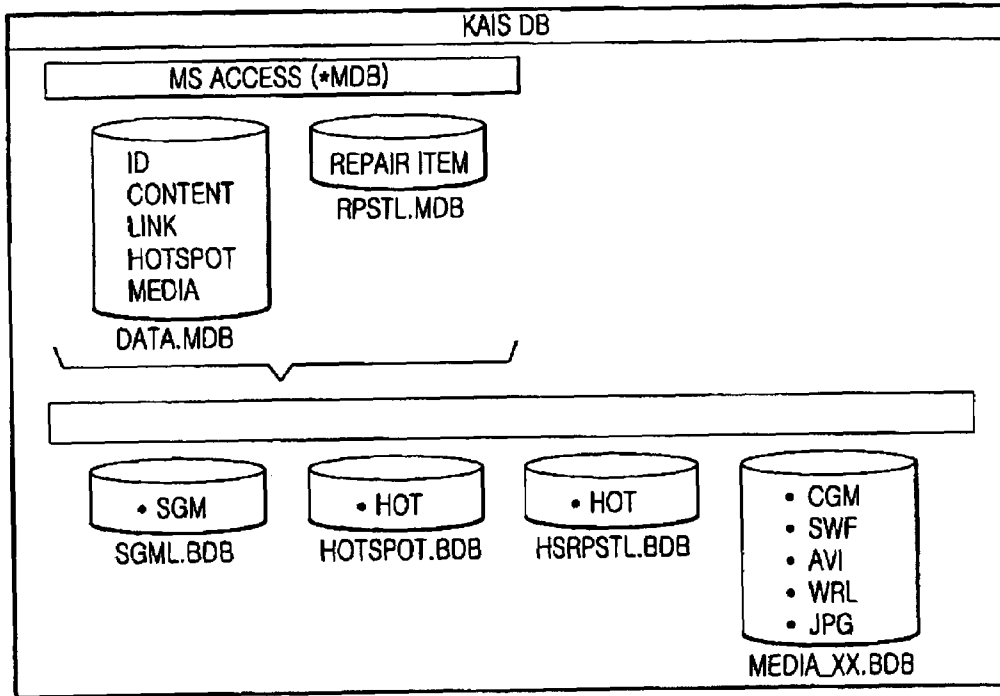 KAIS DB
MS ACCESS (*MDB)
ID
CONTENT
LINK
HOTSPOT
MEDIA
DATA.MDB
REPAIR ITEM
RPSTL.MDB
• SGM
SGML.BDB
• HOT
HOTSPOT.BDB
• HOT
HSRPSTL.BDB
• CGM
• SWF
• AVI
• WRL
• JPG
MEDIA_XX.BDB